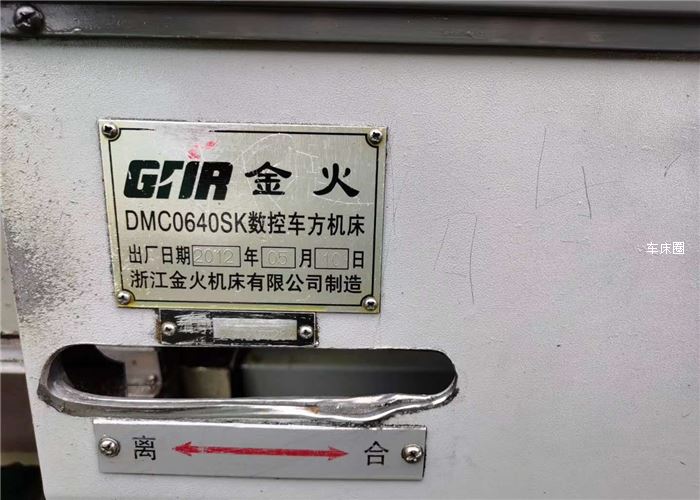 GNR 金火
DMC0640SK数控车方机床
出厂日期2012年05月10日
浙江金火机床有限公司制造
离 合
车床圈